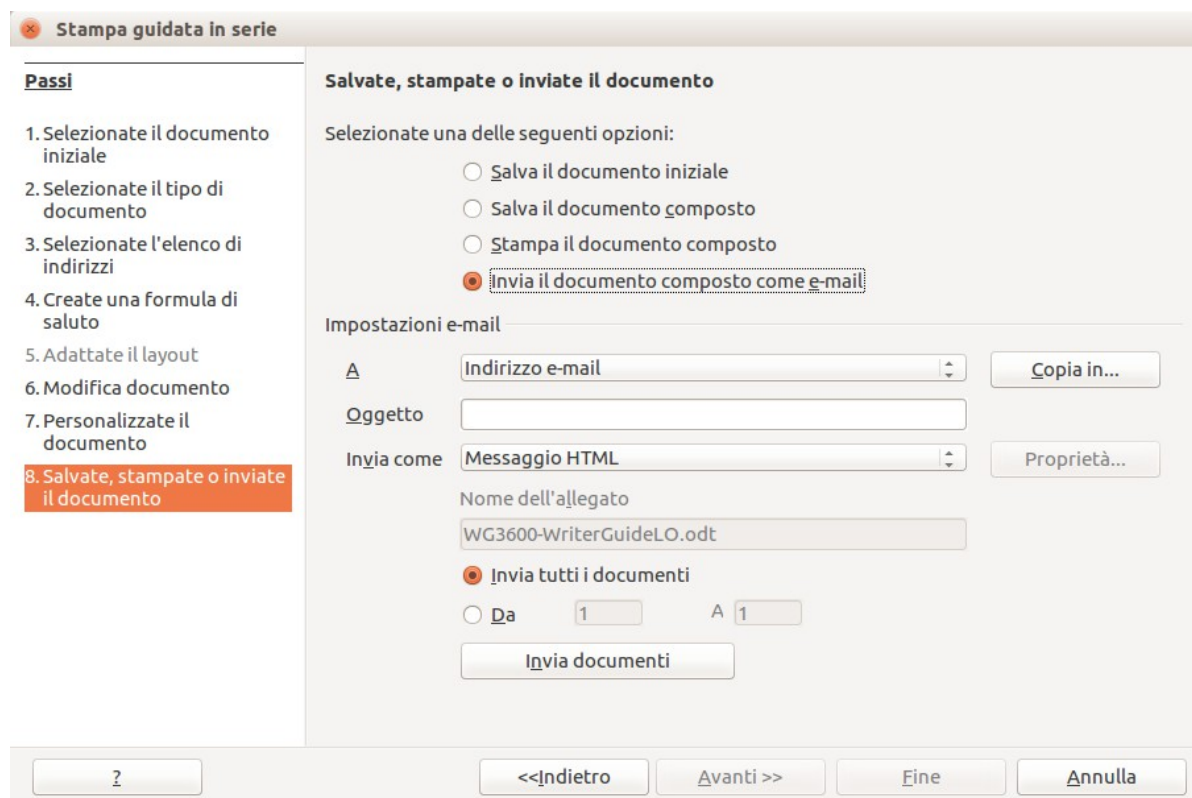 Stampa guidata in serie
Passi
1. Selezionate il documento
iniziale
2. Selezionate il tipo di
documento
3. Selezionate l'elenco di
indirizzi
4. Create una formula di
saluto
5. Adattate il layout
6. Modifica documento
7. Personalizzate il
documento
8. Salvate, stampate o inviate
il documento
Salvate, stampate o inviate il documento
Selezionate una delle seguenti opzioni:
Salva il documento iniziale
Salva il documento composto
Stampa il documento composto
Invia il documento composto come e-mail
Impostazioni e-mail
A Indirizzo e-mail Copia in...
Oggetto
Invia come Messaggio HTML Proprietà...
Nome dell'allegato
WG3600-WriterGuideLO.odt
Invia tutti i documenti
Da 1 A 1
Invia documenti
? <<Indietro Avanti >> Fine Annulla